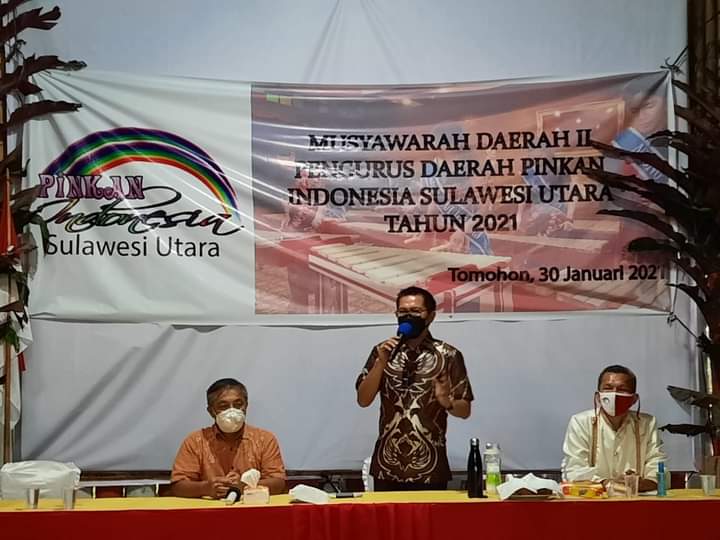 PINKAN
Indonesia
Sulawesi Utara
MUSYAWARAH DAERAH II
PENGURUS DAERAH PINKAN
INDONESIA SULAWESI UTARA
TAHUN 2021
Tomohon, 30 Januari 2021